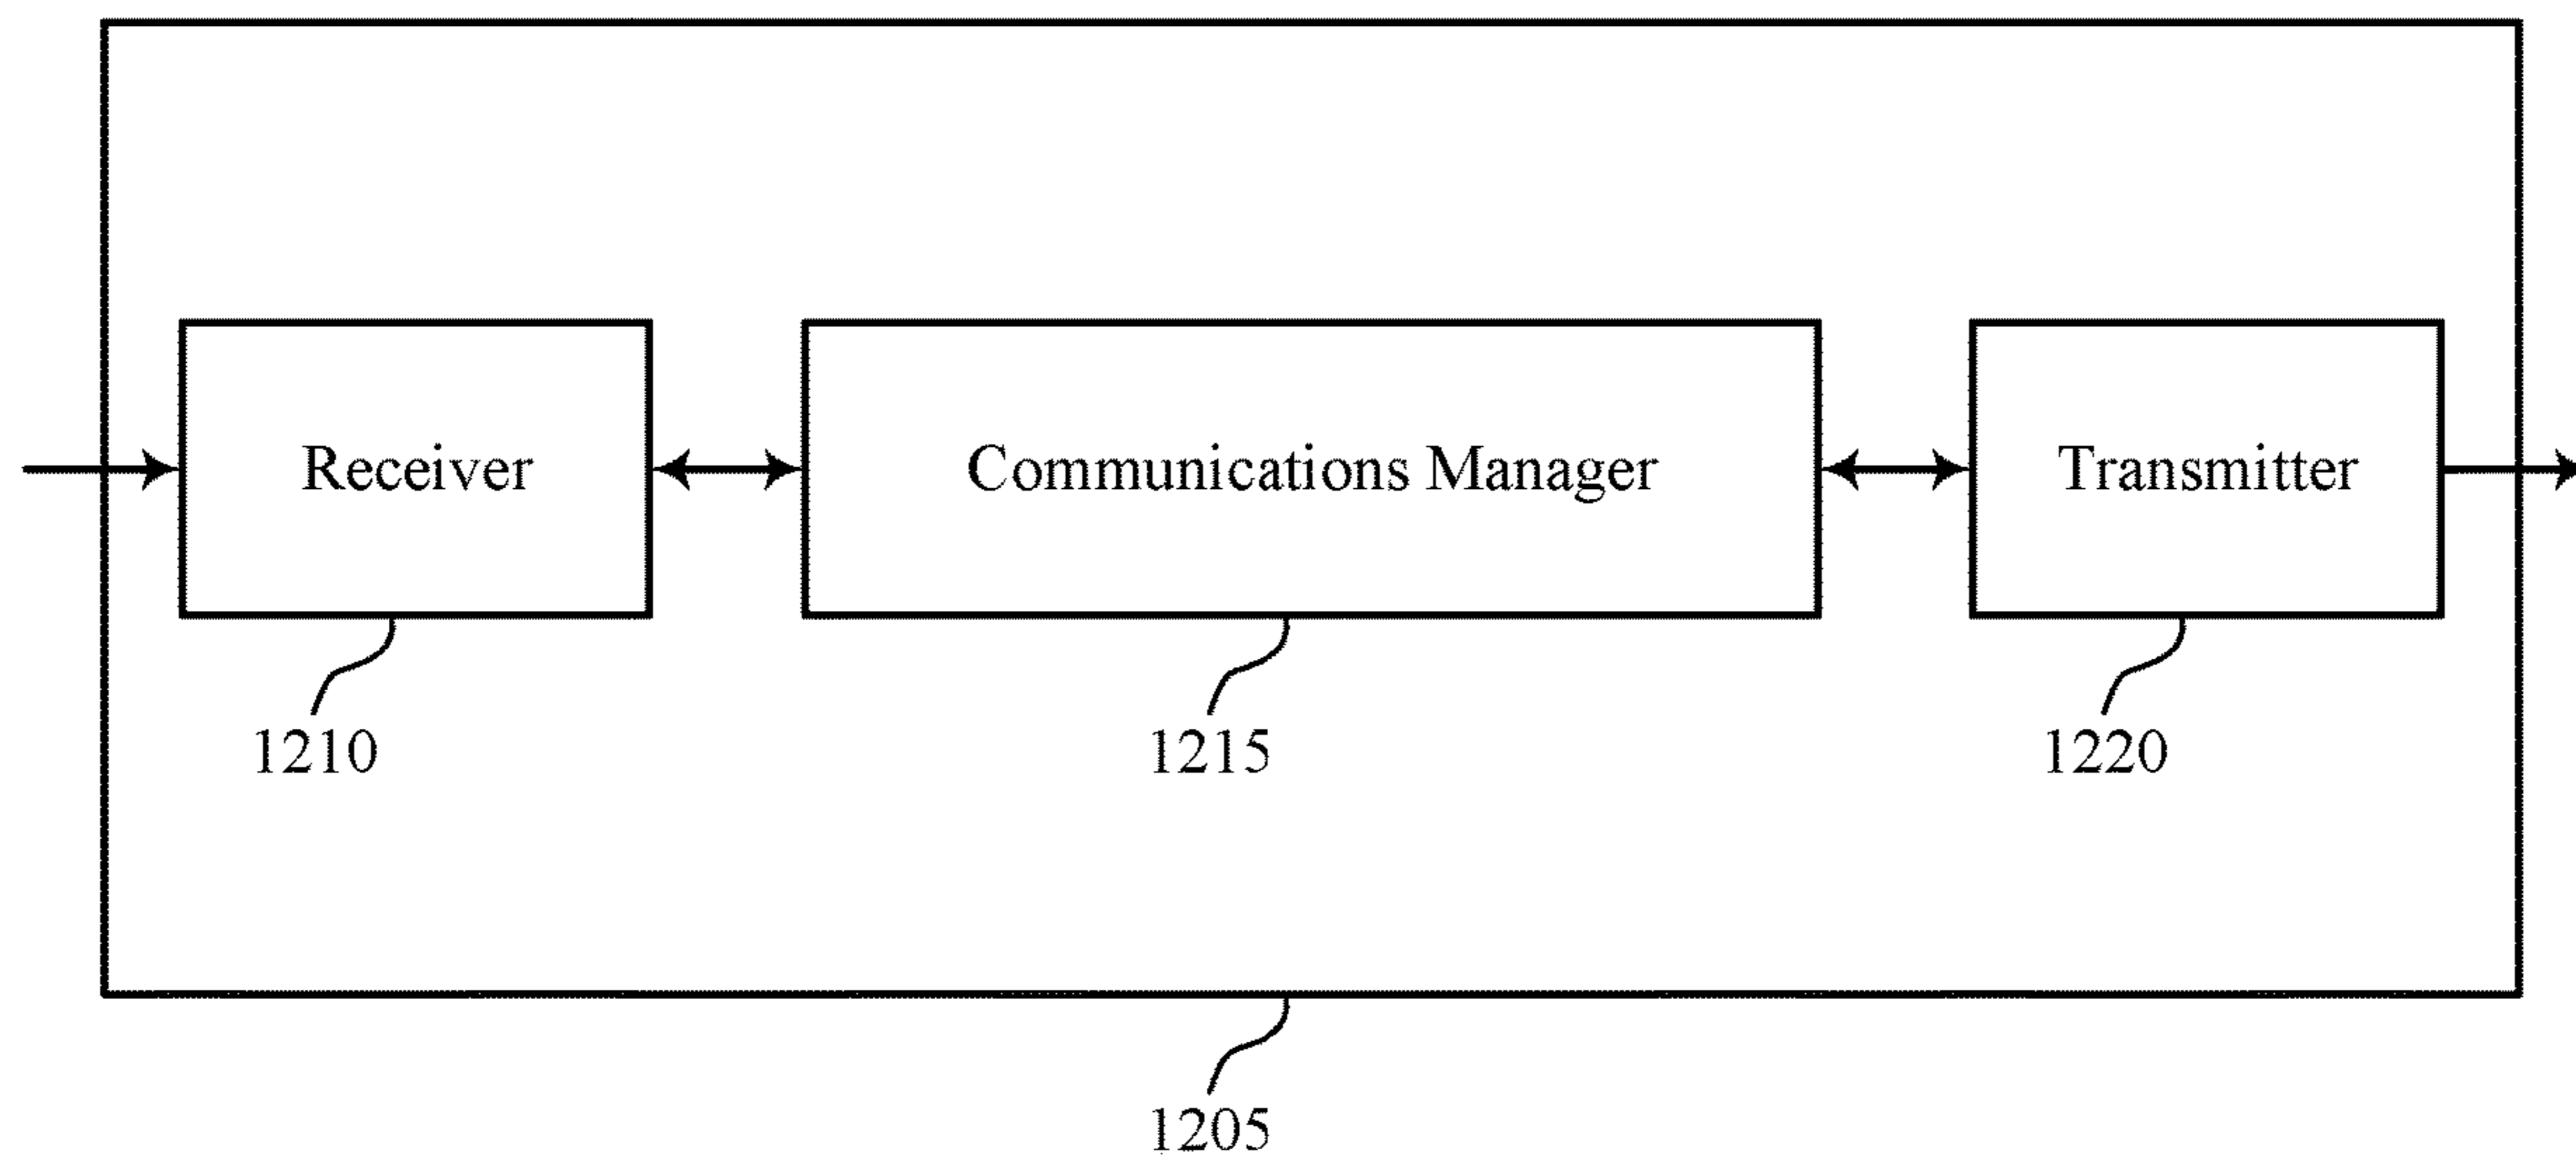 Receiver
Communications Manager
Transmitter
1210
1215
1220
1205